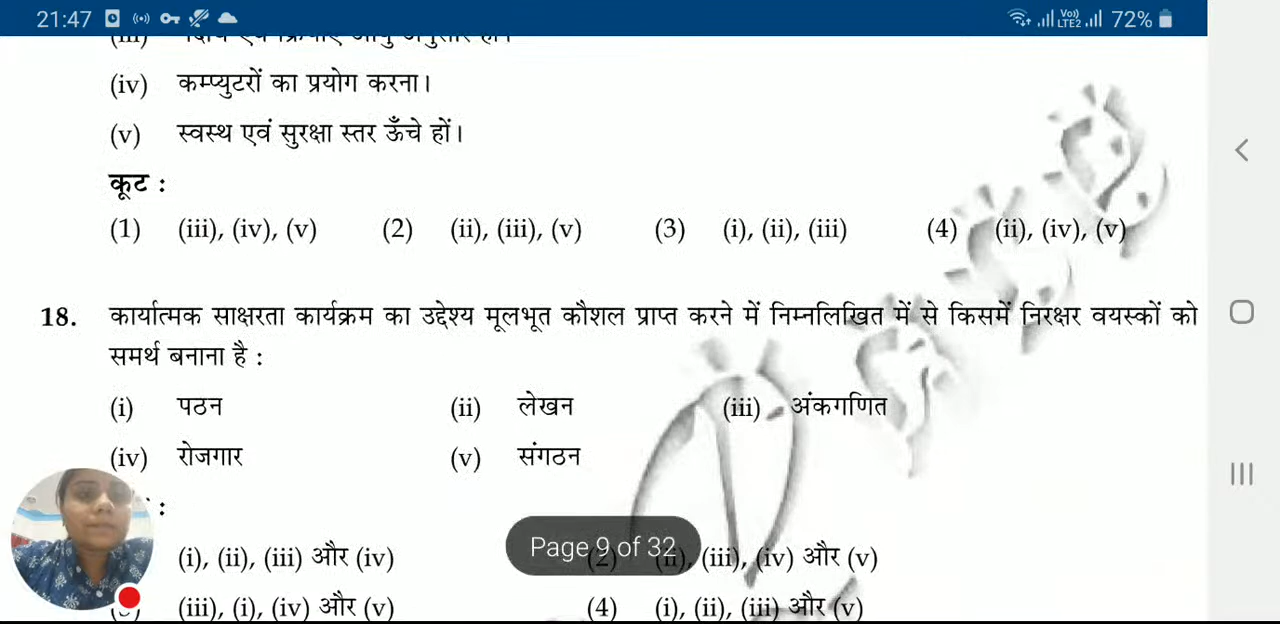 21:47 72%
(iv) कम्प्युटरों का प्रयोग करना।
(v) स्वस्थ एवं सुरक्षा स्तर ऊँचे हों।
कूट :
(1) (iii), (iv), (v) (2) (ii), (iii), (v) (3) (i), (ii), (iii) (4) (ii), (iv), (v)
18. कार्यात्मक साक्षरता कार्यक्रम का उद्देश्य मूलभूत कौशल प्राप्त करने में निम्नलिखित में से किसमें निरक्षर वयस्कों को
समर्थ बनाना है :
(i) पठन (ii) लेखन (iii) अंकगणित
(iv) रोजगार (v) संगठन
:
(i), (ii), (iii) और (iv) (2) (ii), (iii), (iv) और (v)
Page 9 of 32
(iii), (i), (iv) और (v) (4) (i), (ii), (iii) और (v)